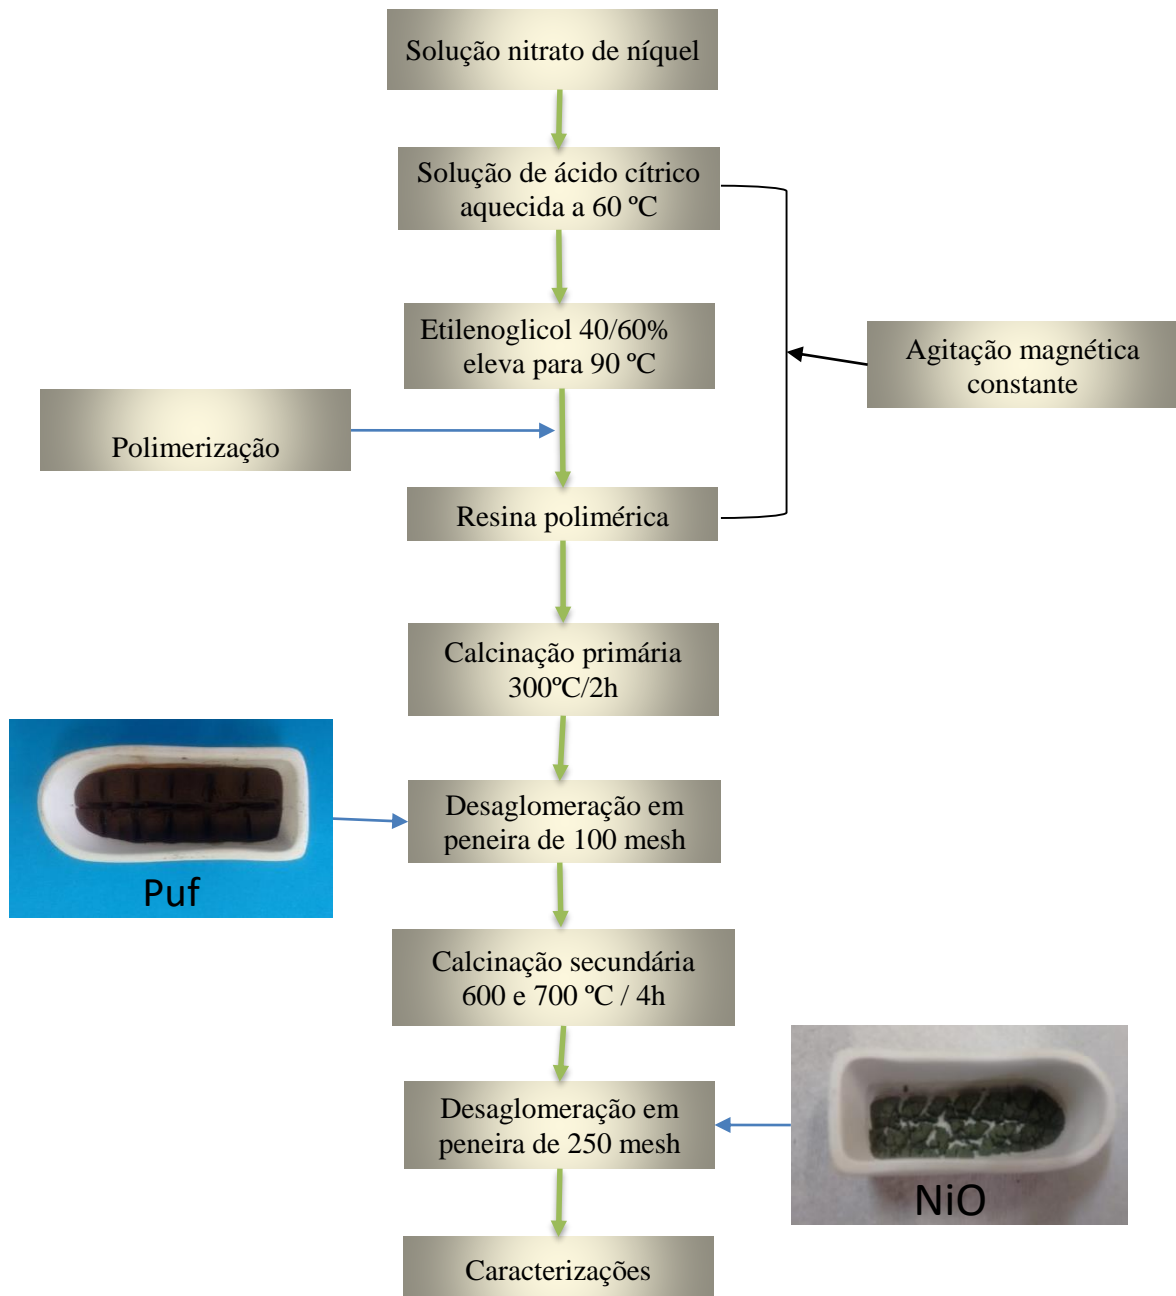 Solução nitrato de níquel
Solução de ácido cítrico
aquecida a 60 ºC
Etilenoglicol 40/60%
eleva para 90 ºC
Agitação magnética
constante
Polimerização
Resina polimérica
Calcinação primária
300ºC/2h
Desaglomeração em
peneira de 100 mesh
Puf
Calcinação secundária
600 e 700 ºC / 4h
Desaglomeração em
peneira de 250 mesh
NiO
Caracterizações